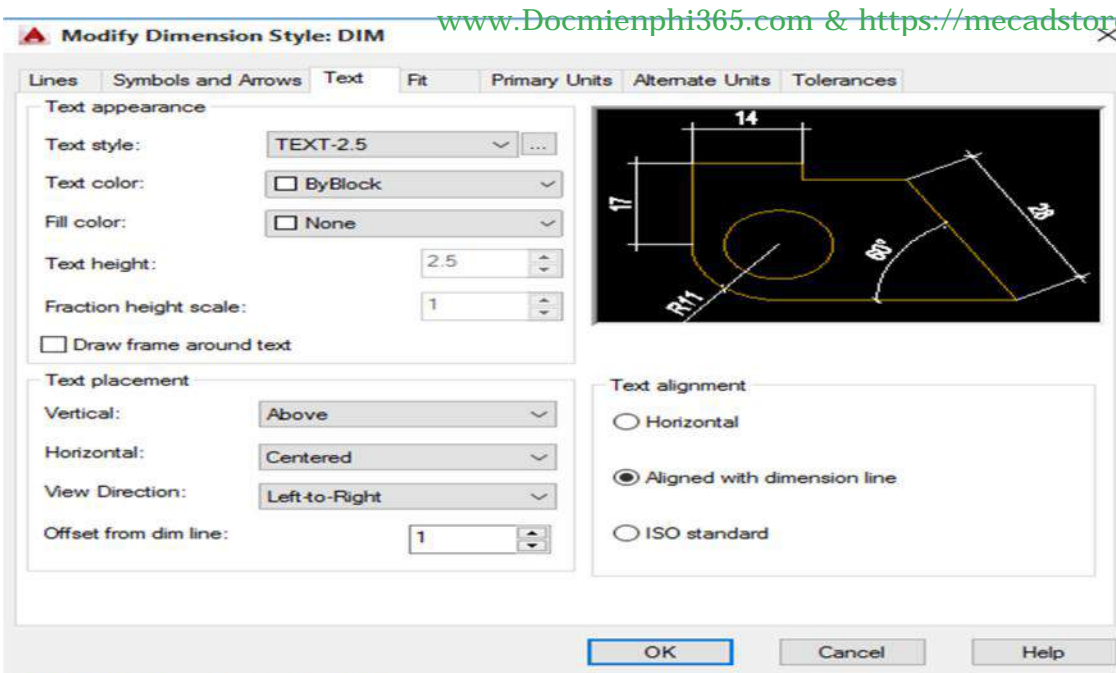 www.Docmienphi365.com & https://mecadstor
Modify Dimension Style: DIM
Lines Symbols and Arrows Text Fit Primary Units Alternate Units Tolerances
Text appearance
Text style: TEXT-2.5 ...
Text color: ByBlock
Fill color: None
Text height: 2.5
Fraction height scale: 1
Draw frame around text
14
17
28
60°
R11
Text placement
Vertical: Above
Horizontal: Centered
View Direction: Left-to-Right
Offset from dim line: 1
Text alignment
Horizontal
Aligned with dimension line
ISO standard
OK Cancel Help